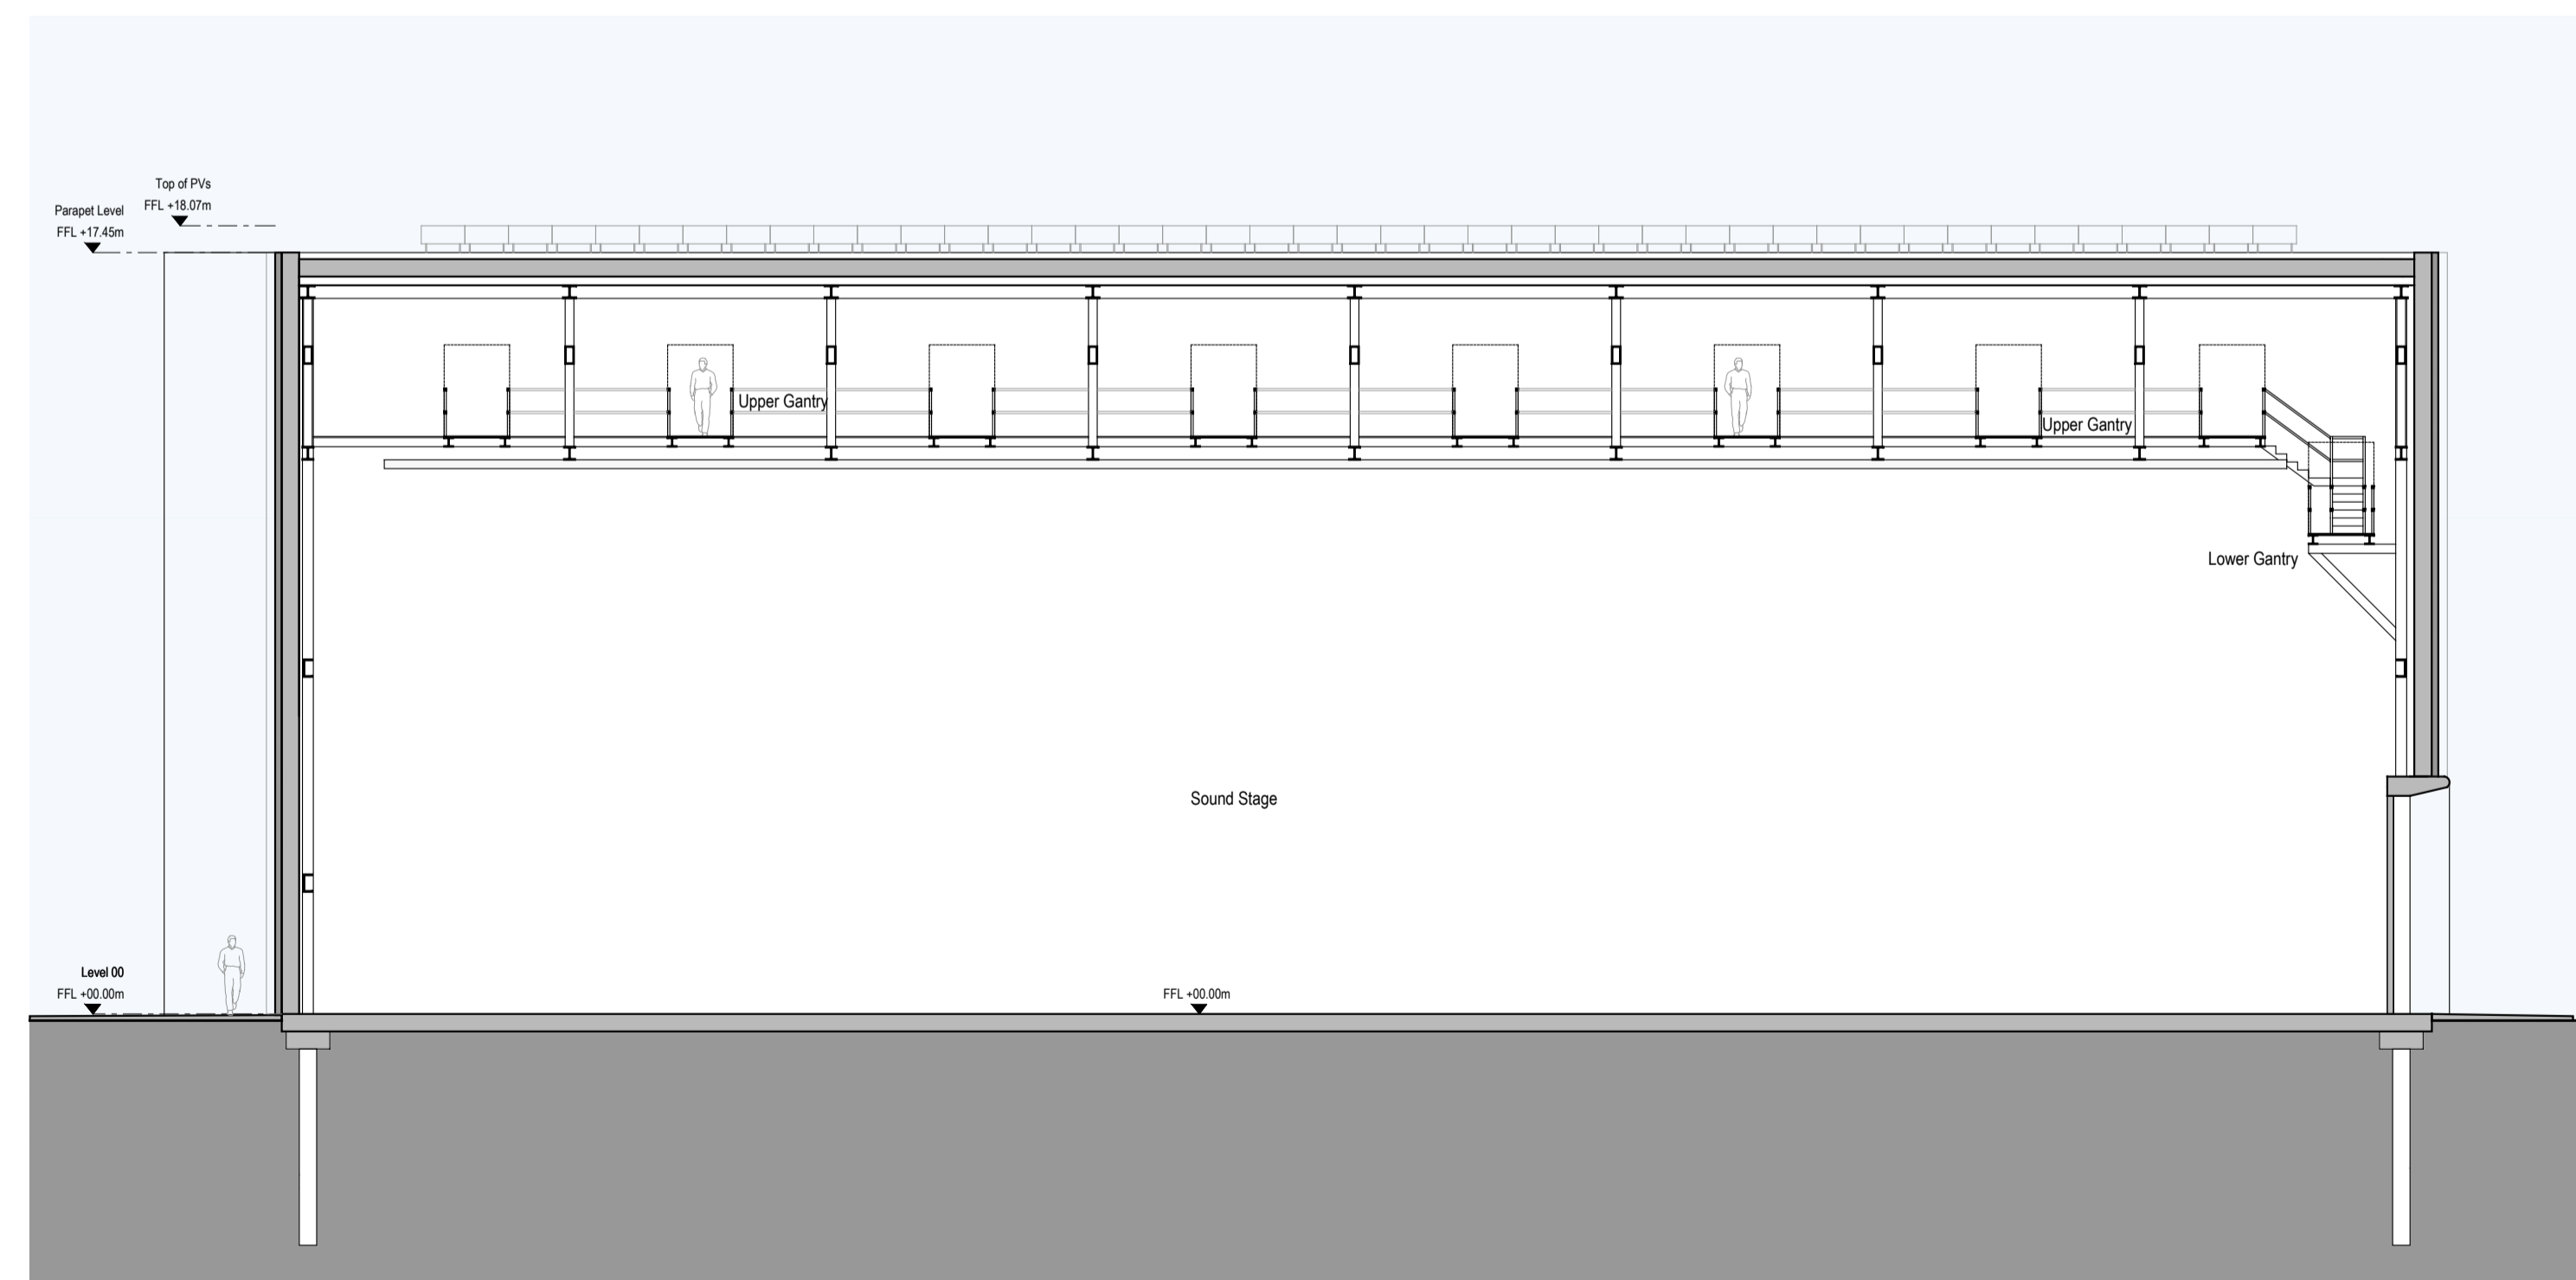 Top of PVs
FFL +18.07m
Parapet Level
FFL +17.45m
Upper Gantry
Upper Gantry
Lower Gantry
Sound Stage
Level 00
FFL +00.00m
FFL +00.00m